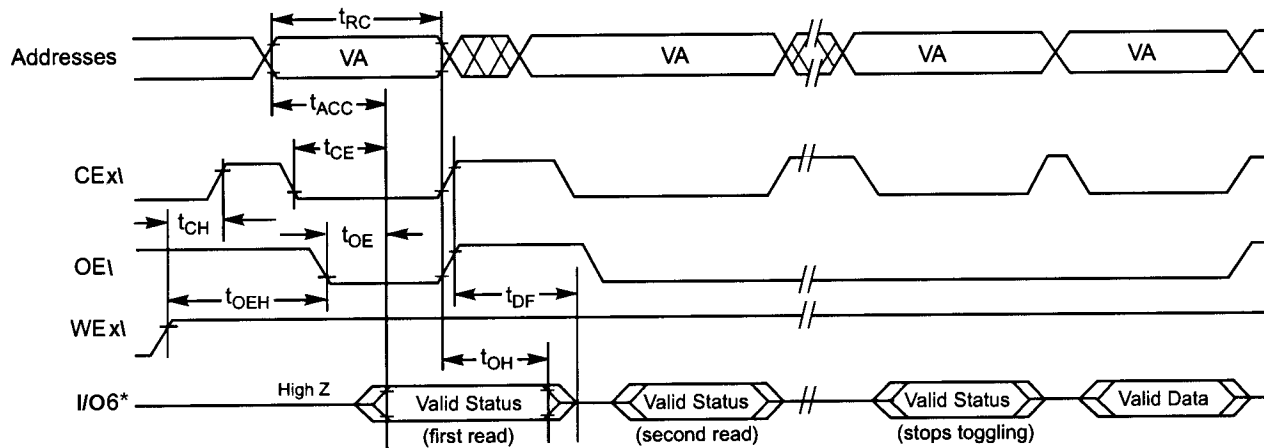 tRC
Addresses VA VA VA VA
tACC
tCE
CEx\
tCH tOE
OE\
tOEH tDF
WEx\
tOH
I/O6* High Z Valid Status Valid Status Valid Status Valid Data
(first read) (second read) (stops toggling)